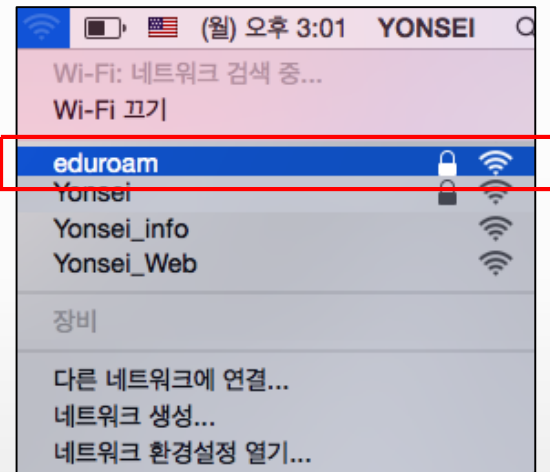 (월) 오후 3:01 YONSEI
Wi-Fi: 네트워크 검색 중...
Wi-Fi 끄기
eduroam
Yonsei
Yonsei_info
Yonsei_Web
장비
다른 네트워크에 연결...
네트워크 생성...
네트워크 환경설정 열기...